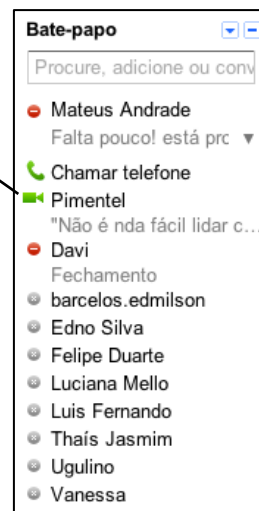 Bate-papo
Procure, adicione ou conv
Mateus Andrade
Falta pouco! está prc
Chamar telefone
Pimentel
"Não é nda fácil lidar c...
Davi
Fechamento
barcelos.edmilson
Edno Silva
Felipe Duarte
Luciana Mello
Luis Fernando
Thaís Jasmim
Ugulino
Vanessa